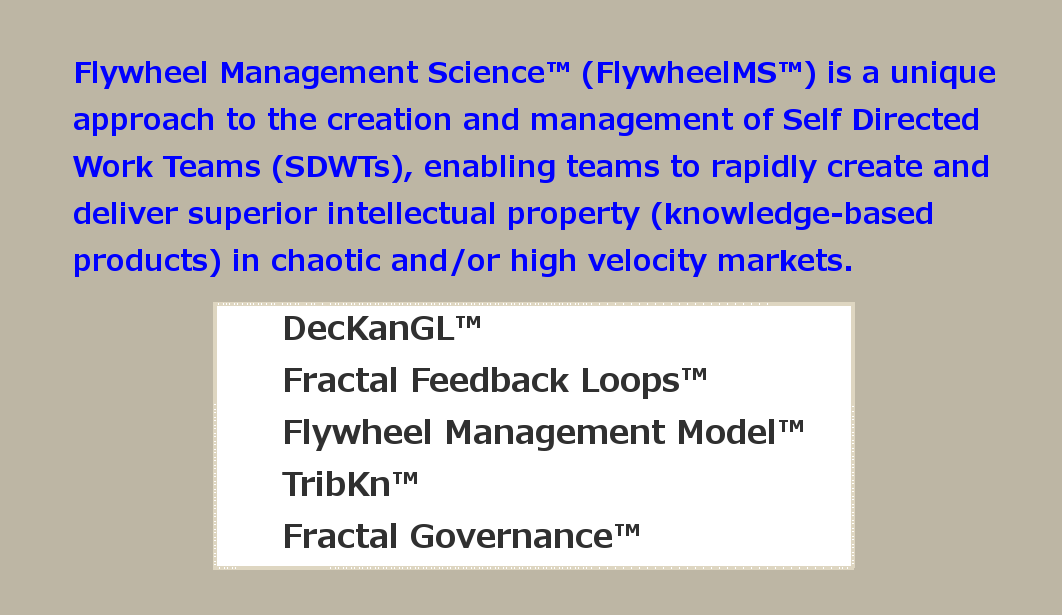 Flywheel Management Science™ (FlywheelMS™) is a unique
approach to the creation and management of Self Directed
Work Teams (SDWTs), enabling teams to rapidly create and
deliver superior intellectual property (knowledge-based
products) in chaotic and/or high velocity markets.
DecKanGL™
Fractal Feedback Loops™
Flywheel Management Model™
TribKn™
Fractal Governance™